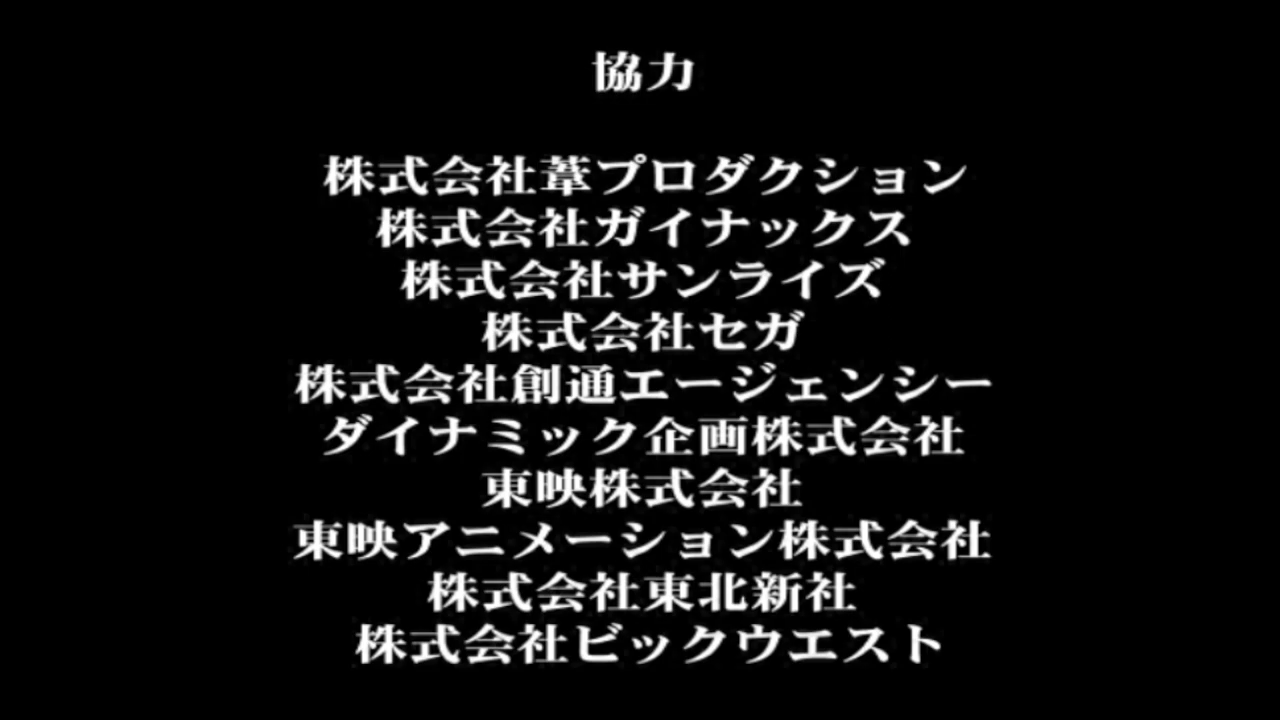 協力
株式会社葦プロダクション
株式会社ガイナックス
株式会社サンライズ
株式会社セガ
株式会社創通エージェンシー
ダイナミック企画株式会社
東映株式会社
東映アニメーション株式会社
株式会社東北新社
株式会社ビックウエスト